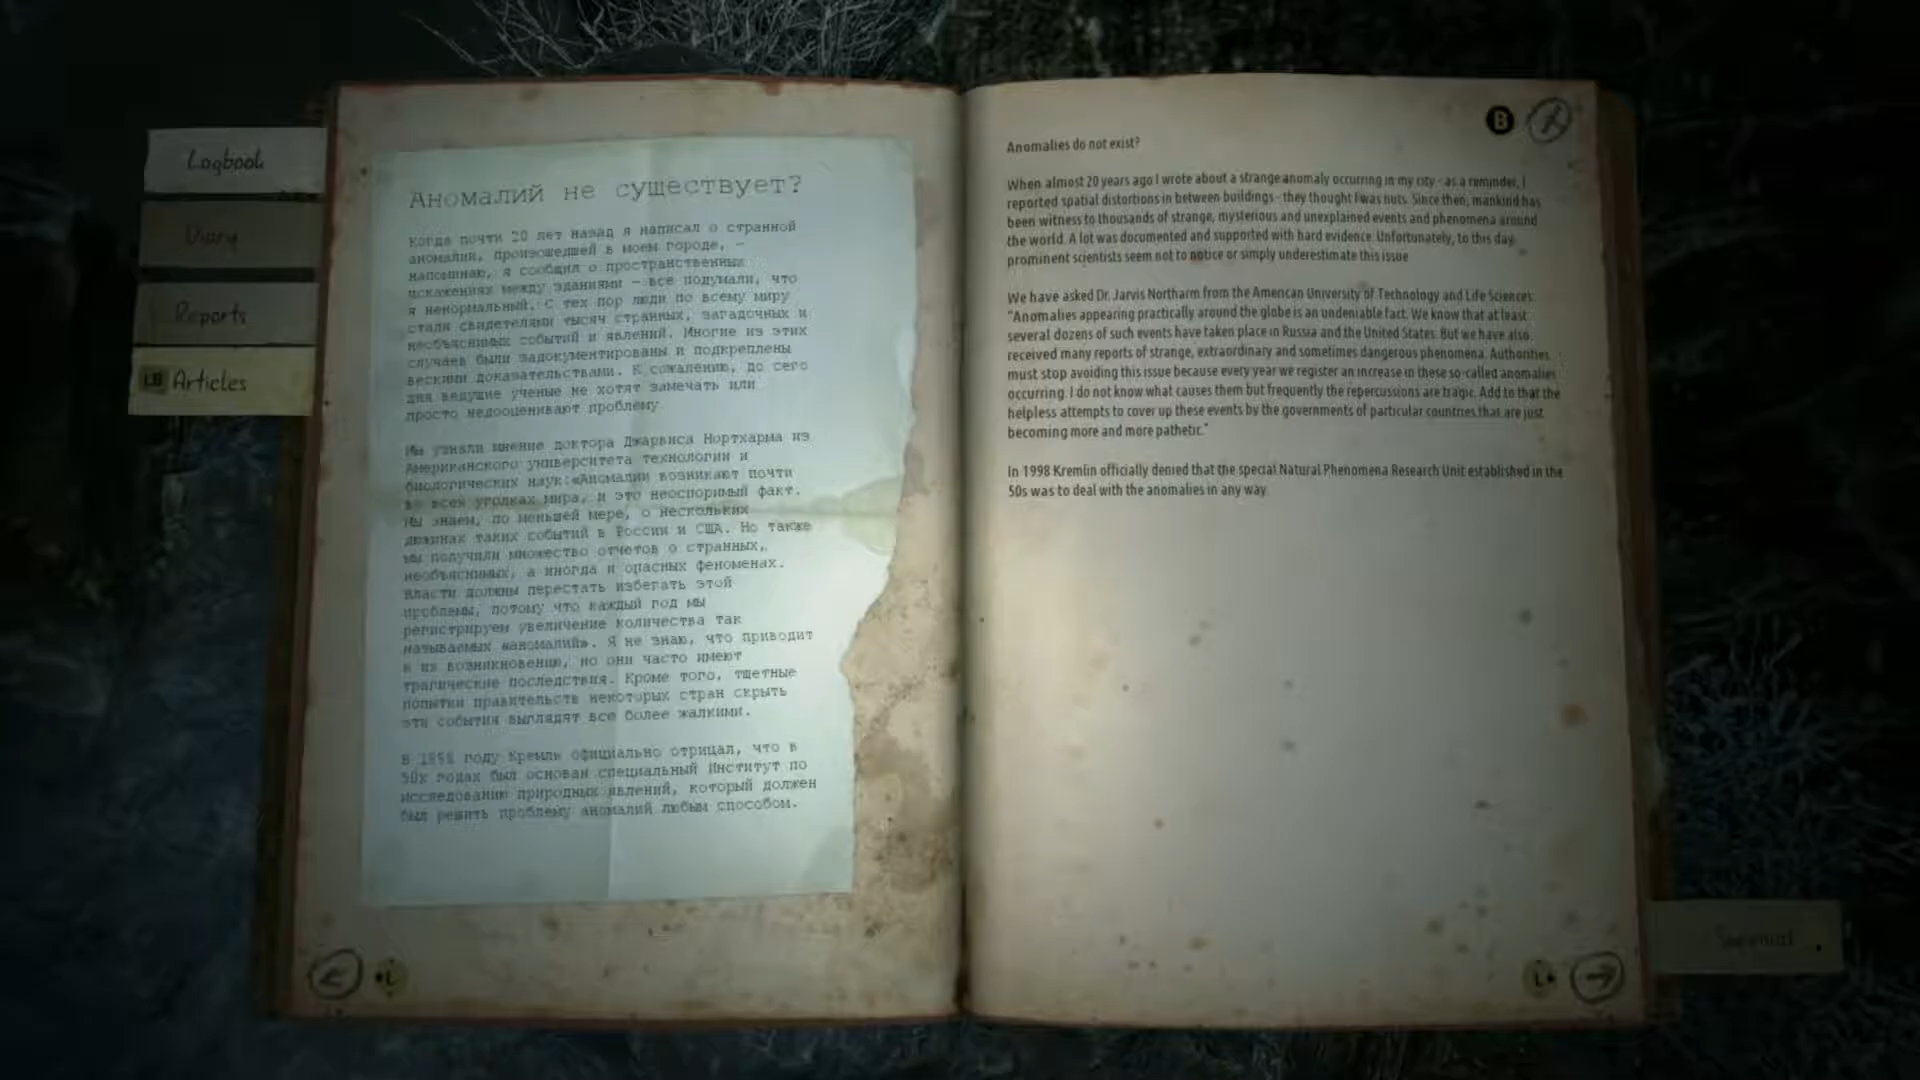 Logbook
Diary
Reports
LB Articles
Аномалий не существует?
Когда почти 20 лет назад я написал о странной
аномалии, произошедшей в моем городе, –
напоминаю, я сообщил о пространственных
искажениях между зданиями – все подумали, что
я ненормальный. С тех пор люди по всему миру
стали свидетелями тысяч странных, загадочных и
необъяснимых событий и явлений. Многие из этих
случаев были задокументированы и подкреплены
вескими доказательствами. К сожалению, до сего
дня ведущие ученые не хотят замечать или
просто недооценивают проблему
Мы узнали мнение доктора Джарвиса Нортхарма из
Американского университета технологии и
биологических наук:«Аномалии возникают почти
во всех уголках мира, и это неоспоримый факт.
Мы знаем, по меньшей мере, о нескольких
дюжинах таких событий в России и США. Но также
мы получили множество отчетов о странных,
необъяснимых, а иногда и опасных феноменах.
Власти должны перестать избегать этой
проблемы, потому что каждый год мы
регистрируем увеличение количества так
называемых «аномалий». Я не знаю, что приводит
к их возникновению, но они часто имеют
трагические последствия. Кроме того, тщетные
попытки правительств некоторых стран скрыть
эти события выглядят все более жалкими.
В 1998 году Кремль официально отрицал, что в
50х годах был основан специальный Институт по
исследованию природных явлений, который должен
был решить проблему аномалий любым способом.
L
B
Anomalies do not exist?
When almost 20 years ago I wrote about a strange anomaly occurring in my city - as a reminder, I
reported spatial distortions in between buildings - they thought I was nuts. Since then, mankind has
been witness to thousands of strange, mysterious and unexplained events and phenomena around
the world. A lot was documented and supported with hard evidence. Unfortunately, to this day,
prominent scientists seem not to notice or simply underestimate this issue
We have asked Dr. Jarvis Northarm from the American University of Technology and Life Sciences:
"Anomalies appearing practically around the globe is an undeniable fact. We know that at least
several dozens of such events have taken place in Russia and the United States. But we have also
received many reports of strange, extraordinary and sometimes dangerous phenomena. Authorities
must stop avoiding this issue because every year we register an increase in these so-called anomalies
occurring. I do not know what causes them but frequently the repercussions are tragic. Add to that the
helpless attempts to cover up these events by the governments of particular countries that are just
becoming more and more pathetic."
In 1998 Kremlin officially denied that the special Natural Phenomena Research Unit established in the
50s was to deal with the anomalies in any way.
L